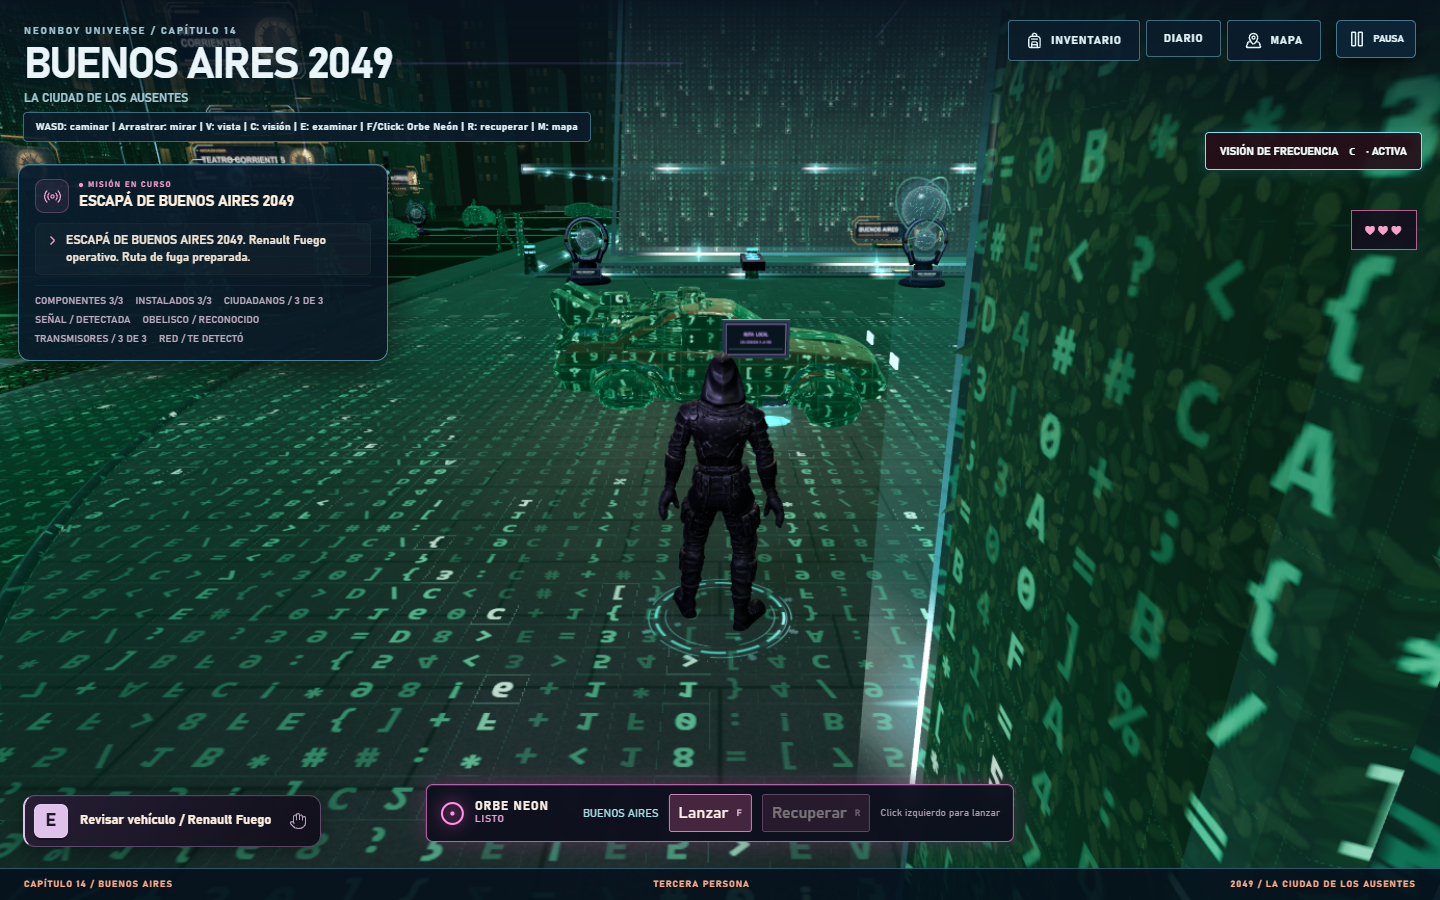 NEONBOY UNIVERSE / CAPÍTULO 14
BUENOS AIRES 2049
LA CIUDAD DE LOS AUSENTES
WASD: caminar | Arrastrar: mirar | V: vista | C: visión | E: examinar | F/Click: Orbe Neón | R: recuperar | M: mapa
INVENTARIO
DIARIO
MAPA
PAUSA
VISIÓN DE FRECUENCIA C · ACTIVA
CORRIENTES
TEATRO CORRIENTES
MISIÓN EN CURSO
ESCAPÁ DE BUENOS AIRES 2049
ESCAPÁ DE BUENOS AIRES 2049. Renault Fuego
operativo. Ruta de fuga preparada.
COMPONENTES 3/3 INSTALADOS 3/3 CIUDADANOS / 3 DE 3
SEÑAL / DETECTADA OBELISCO / RECONOCIDO
TRANSMISORES / 3 DE 3 RED / TE DETECTÓ
BUENOS AIRES
E Revisar vehículo / Renault Fuego
ORBE NEON
LISTO
BUENOS AIRES
Lanzar F
Recuperar R
Click izquierdo para lanzar
CAPÍTULO 14 / BUENOS AIRES
TERCERA PERSONA
2049 / LA CIUDAD DE LOS AUSENTES